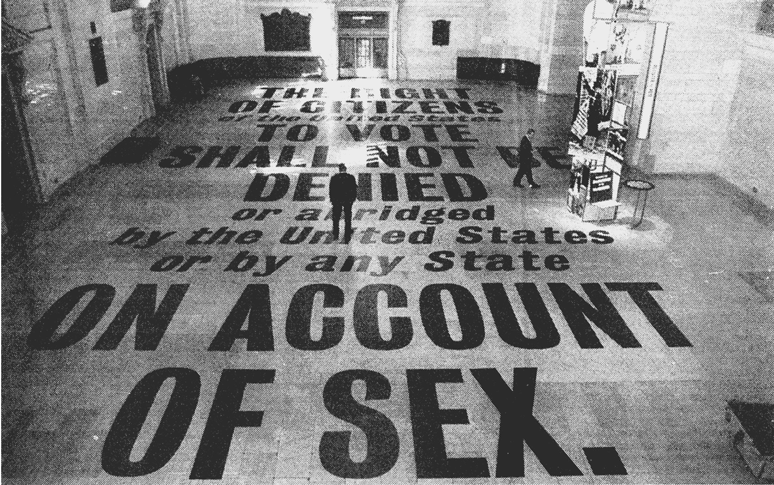 THE RIGHT
OF CITIZENS
of the United States
TO VOTE
SHALL NOT BE
DENIED
or abridged
by the United States
or by any State
ON ACCOUNT
OF SEX.